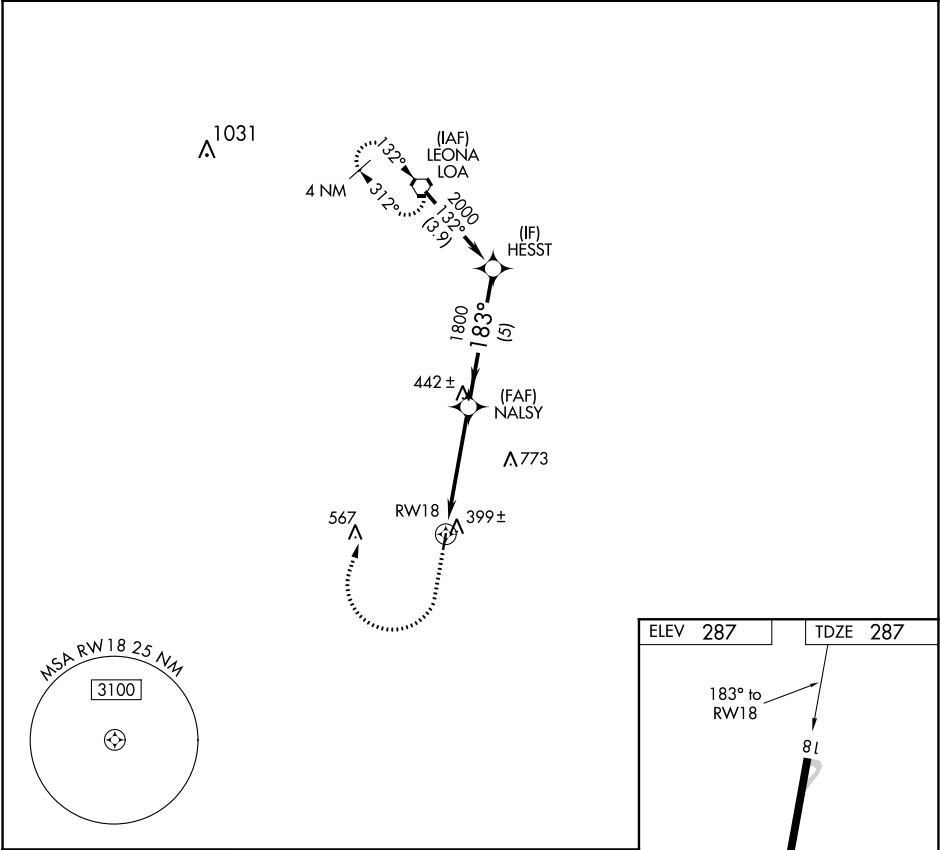 1031
(IAF)
LEONA
LOA
132°
4 NM
312°
2000
132°
(3.9)
(IF)
HESST
1800
183°
(5)
442 ±
(FAF)
NALSY
773
RW18
399 ±
567
MSA RW18 25 NM
3100
ELEV 287
TDZE 287
183° to
RW18
18